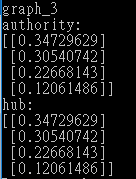 graph_3
authority:
[[0.34729629]
 [0.30540742]
 [0.22668143]
 [0.12061486]]
hub:
[[0.34729629]
 [0.30540742]
 [0.22668143]
 [0.12061486]]